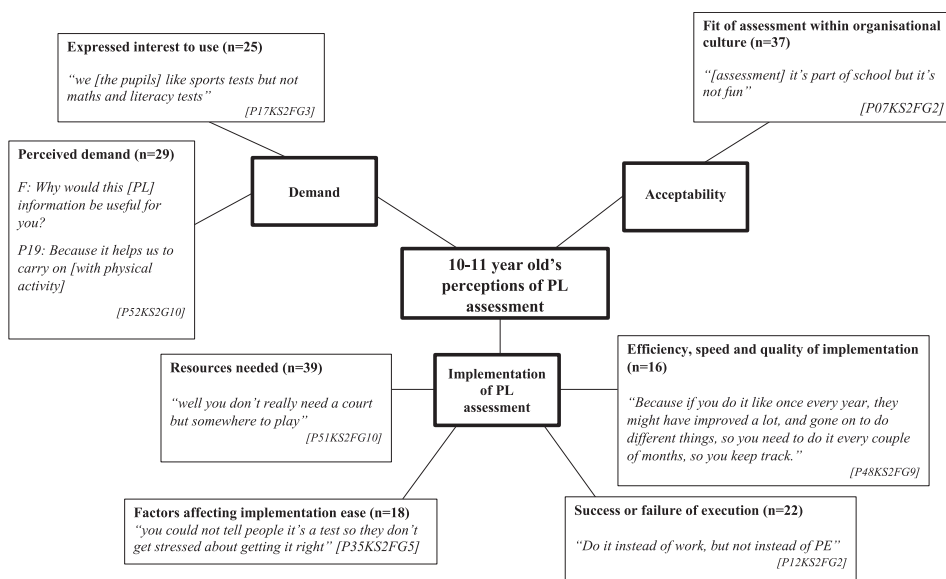 Expressed interest to use (n=25)
“we [the pupils] like sports tests but not
maths and literacy tests”
[P17KS2FG3]
Fit of assessment within organisational
culture (n=37)
“[assessment] it’s part of school but it’s
not fun”
[P07KS2FG2]
Perceived demand (n=29)
F: Why would this [PL]
information be useful for
you?
P19: Because it helps us to
carry on [with physical
activity]
[P52KS2G10]
Demand
Acceptability
10-11 year old’s
perceptions of PL
assessment
Resources needed (n=39)
“well you don’t really need a court
but somewhere to play”
[P51KS2FG10]
Implementation
of PL
assessment
Efficiency, speed and quality of implementation
(n=16)
“Because if you do it like once every year, they
might have improved a lot, and gone on to do
different things, so you need to do it every couple
of months, so you keep track.”
[P48KS2FG9]
Factors affecting implementation ease (n=18)
“you could not tell people it’s a test so they don’t
get stressed about getting it right” [P35KS2FG5]
Success or failure of execution (n=22)
“Do it instead of work, but not instead of PE”
[P12KS2FG2]